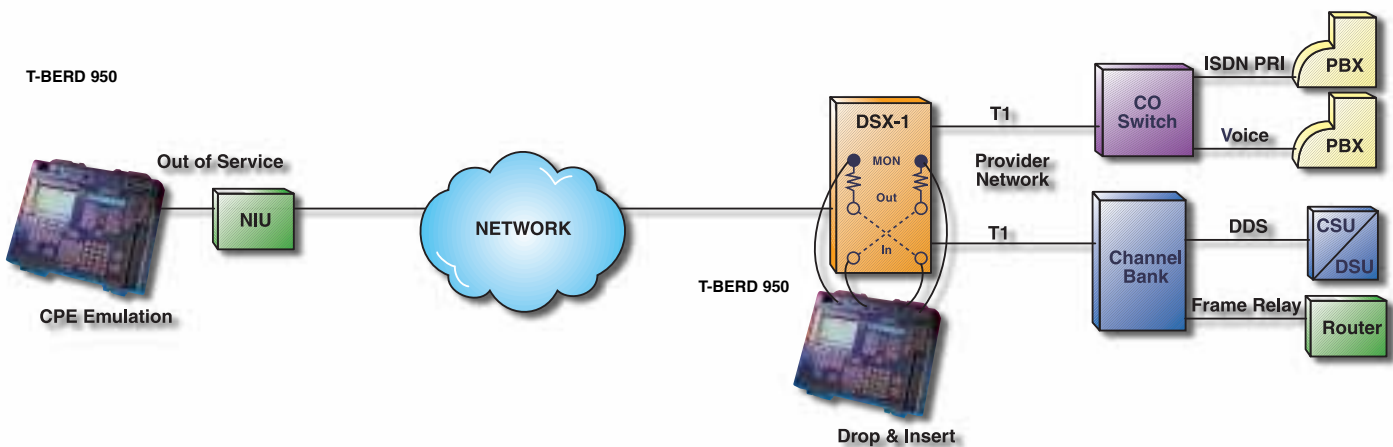 T-BERD 950
Out of Service
NIU
CPE Emulation
NETWORK
DSX-1
MON
Out
In
T-BERD 950
Drop & Insert
T1
Provider
Network
T1
CO
Switch
ISDN PRI
PBX
Voice
PBX
Channel
Bank
DDS
CSU
DSU
Frame Relay
Router